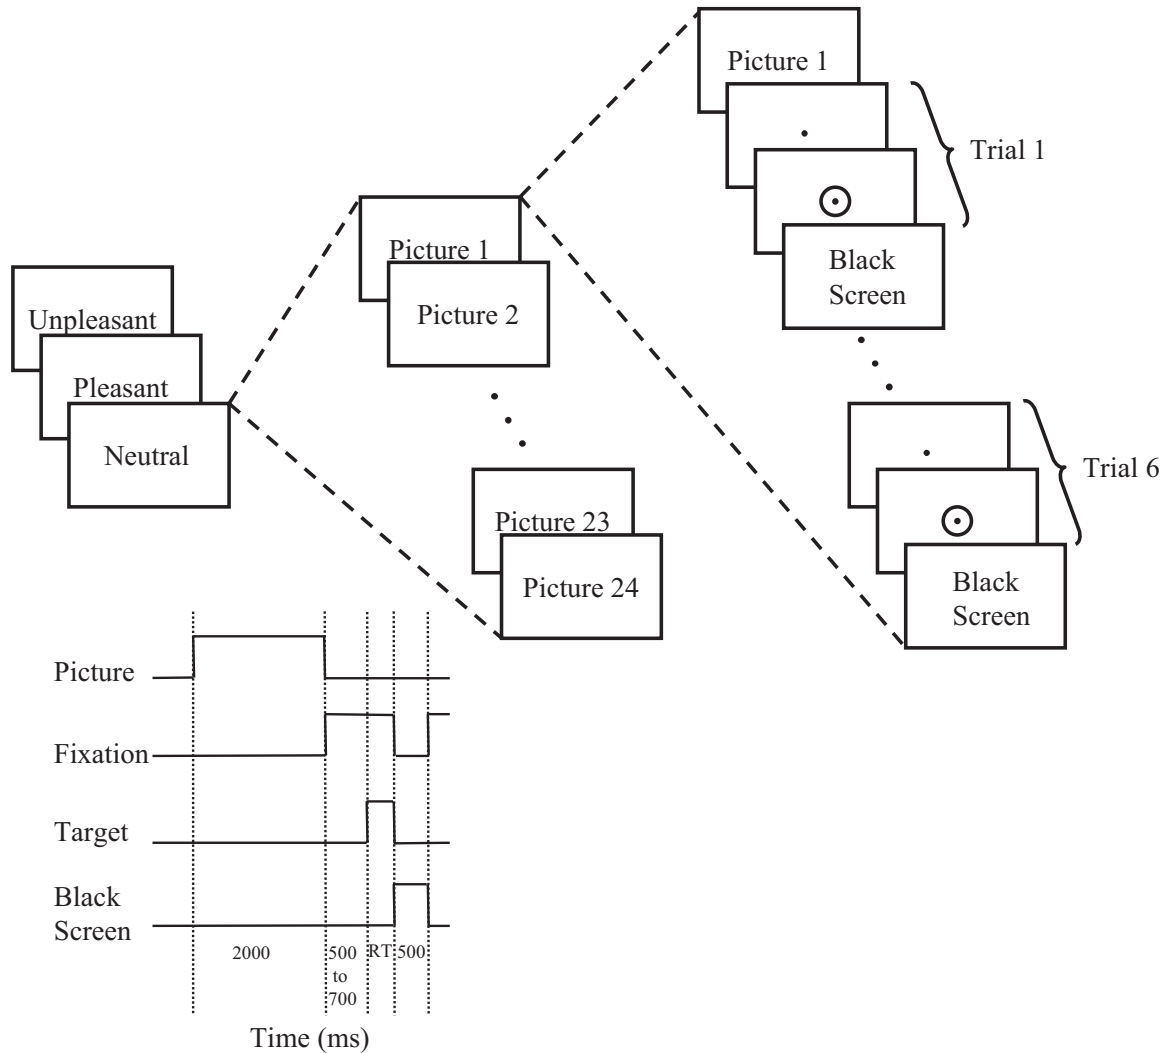 Picture 1
Trial 1
Black
Screen
Trial 6
Black
Screen
Picture 1
Picture 2
Picture 23
Picture 24
Unpleasant
Pleasant
Neutral
Picture
Fixation
Target
Black
Screen
2000
500
to
700
RT
500
Time (ms)